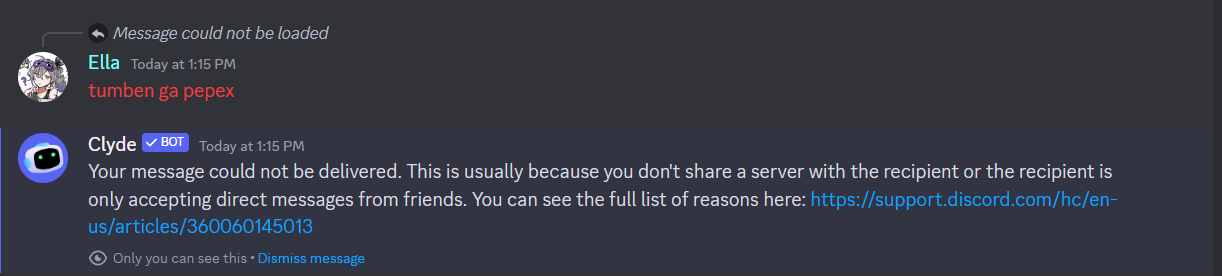 Message could not be loaded
Ella Today at 1:15 PM
tumben ga pepex
Clyde BOT Today at 1:15 PM
Your message could not be delivered. This is usually because you don't share a server with the recipient or the recipient is
only accepting direct messages from friends. You can see the full list of reasons here: https://support.discord.com/hc/en-
us/articles/360060145013
Only you can see this • Dismiss message